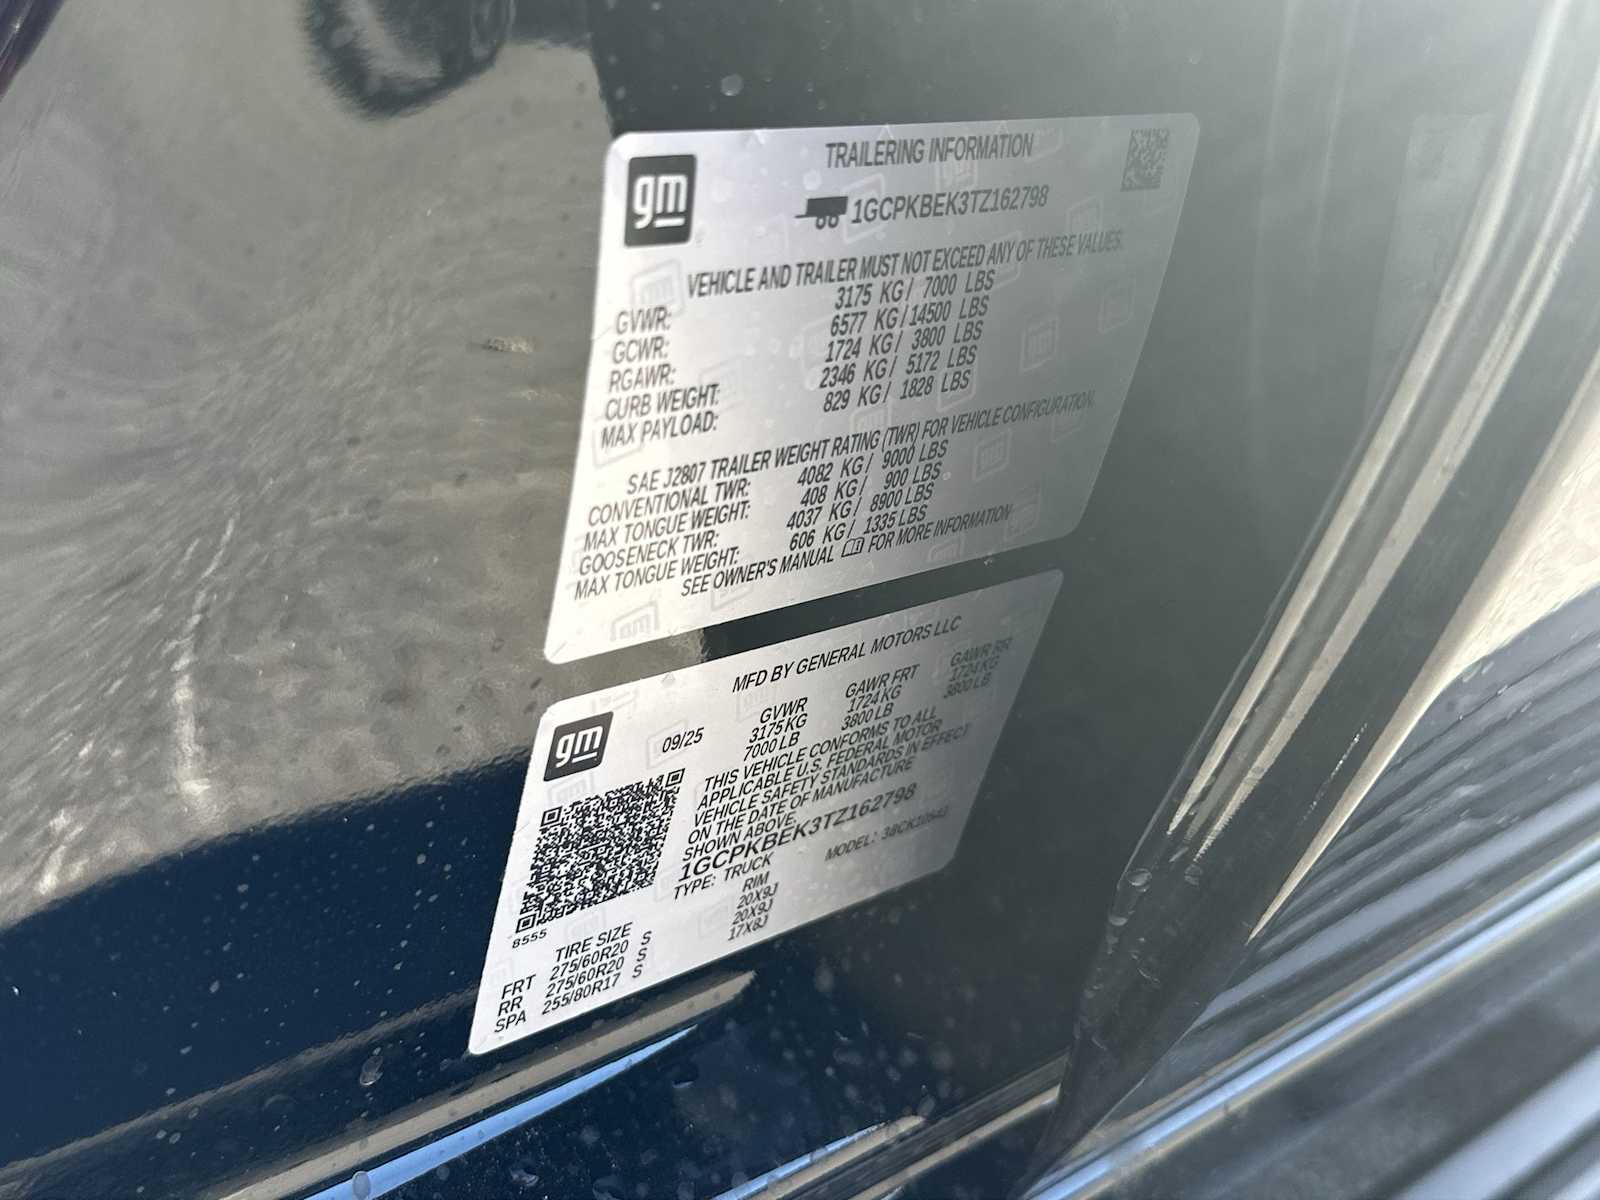 gm
TRAILERING INFORMATION
1GCPKBEK3TZ162798
VEHICLE AND TRAILER MUST NOT EXCEED ANY OF THESE VALUES.
GVWR: 3175 KG/ 7000 LBS
GCWR: 6577 KG/14500 LBS
RGAWR: 1724 KG/ 3800 LBS
CURB WEIGHT: 2346 KG/ 5172 LBS
MAX PAYLOAD: 829 KG/ 1828 LBS
SAE J2807 TRAILER WEIGHT RATING (TWR) FOR VEHICLE CONFIGURATION.
CONVENTIONAL TWR: 4082 KG/ 9000 LBS
MAX TONGUE WEIGHT: 408 KG/ 900 LBS
GOOSENECK TWR: 4037 KG/ 8900 LBS
MAX TONGUE WEIGHT: 606 KG/ 1335 LBS
SEE OWNER'S MANUAL FOR MORE INFORMATION
MFD BY GENERAL MOTORS LLC
gm
09/25
GVWR GAWR FRT GAWR RR
3175KG 1724KG 1724KG
7000 LB 3800 LB 3800 LB
THIS VEHICLE CONFORMS TO ALL
APPLICABLE U.S. FEDERAL MOTOR
VEHICLE SAFETY STANDARDS IN EFFECT
ON THE DATE OF MANUFACTURE
SHOWN ABOVE.
1GCPKBEK3TZ162798
TYPE: TRUCK MODEL:
8555
TIRE SIZE RIM
FRT 275/60R20 S 20X9J
RR 275/60R20 S 20X9J
SPA 255/80R17 S 17X8J